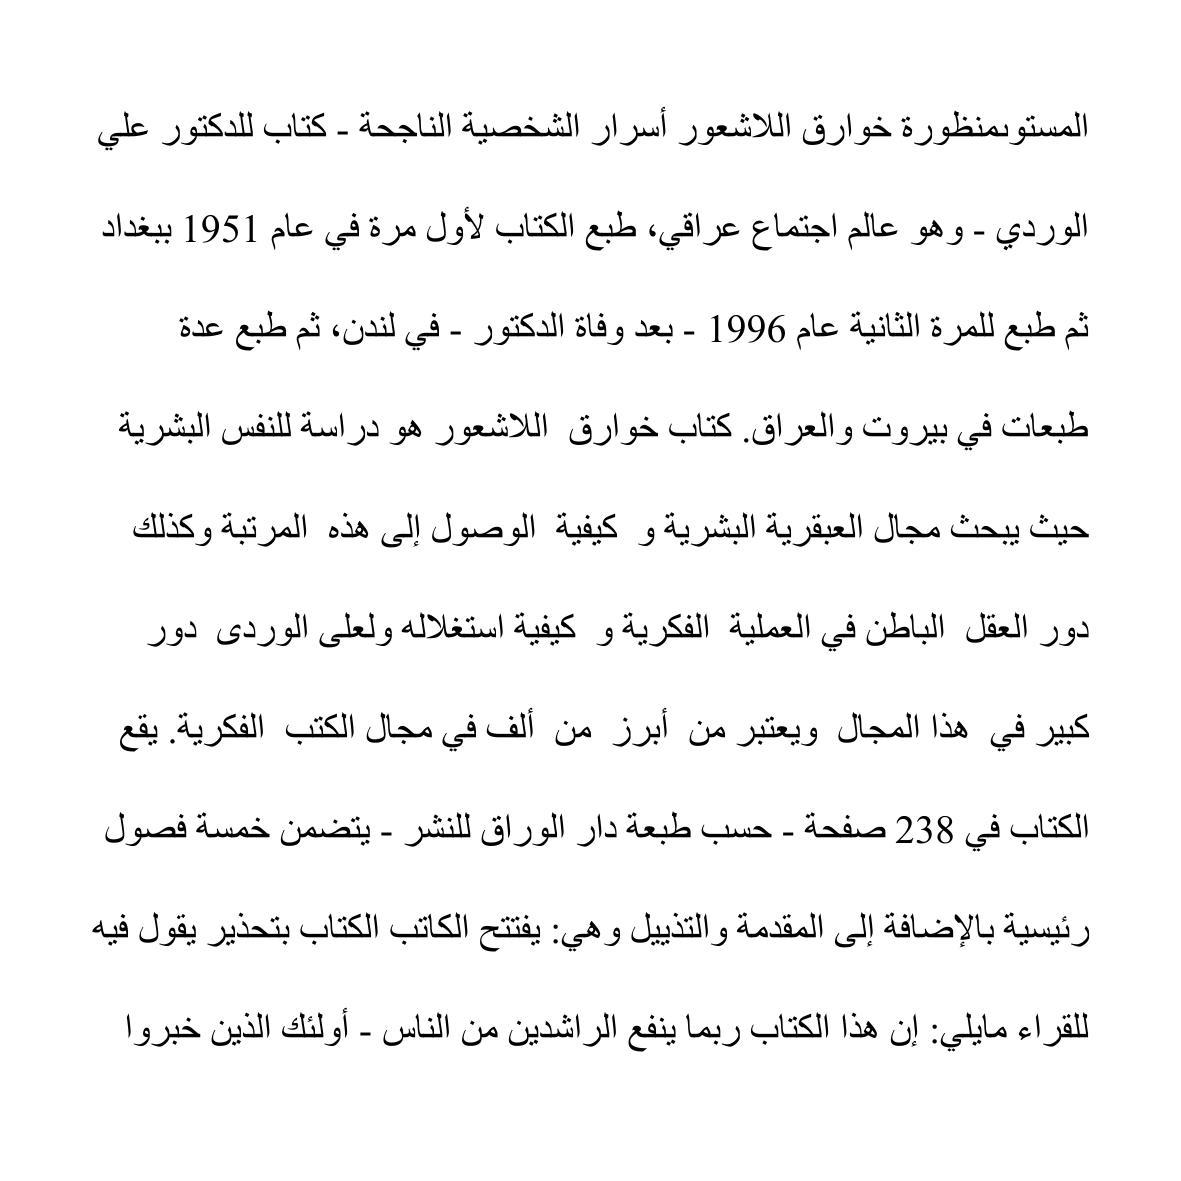 المستوىمنظورة خوارق اللاشعور أسرار الشخصية الناجحة - كتاب للدكتور علي
الوردي - وهو عالم اجتماع عراقي، طبع الكتاب لأول مرة في عام 1951 ببغداد
ثم طبع للمرة الثانية عام 1996 - بعد وفاة الدكتور - في لندن، ثم طبع عدة
طبعات في بيروت والعراق. كتاب خوارق اللاشعور هو دراسة للنفس البشرية
حيث يبحث مجال العبقرية البشرية و كيفية الوصول إلى هذه المرتبة وكذلك
دور العقل الباطن في العملية الفكرية و كيفية استغلاله ولعلى الوردى دور
كبير في هذا المجال ويعتبر من أبرز من ألف في مجال الكتب الفكرية. يقع
الكتاب في 238 صفحة - حسب طبعة دار الوراق للنشر - يتضمن خمسة فصول
رئيسية بالإضافة إلى المقدمة والتذييل وهي: يفتتح الكاتب الكتاب بتحذير يقول فيه
للقراء مايلي: إن هذا الكتاب ربما ينفع الراشدين من الناس - أولئك الذين خبروا